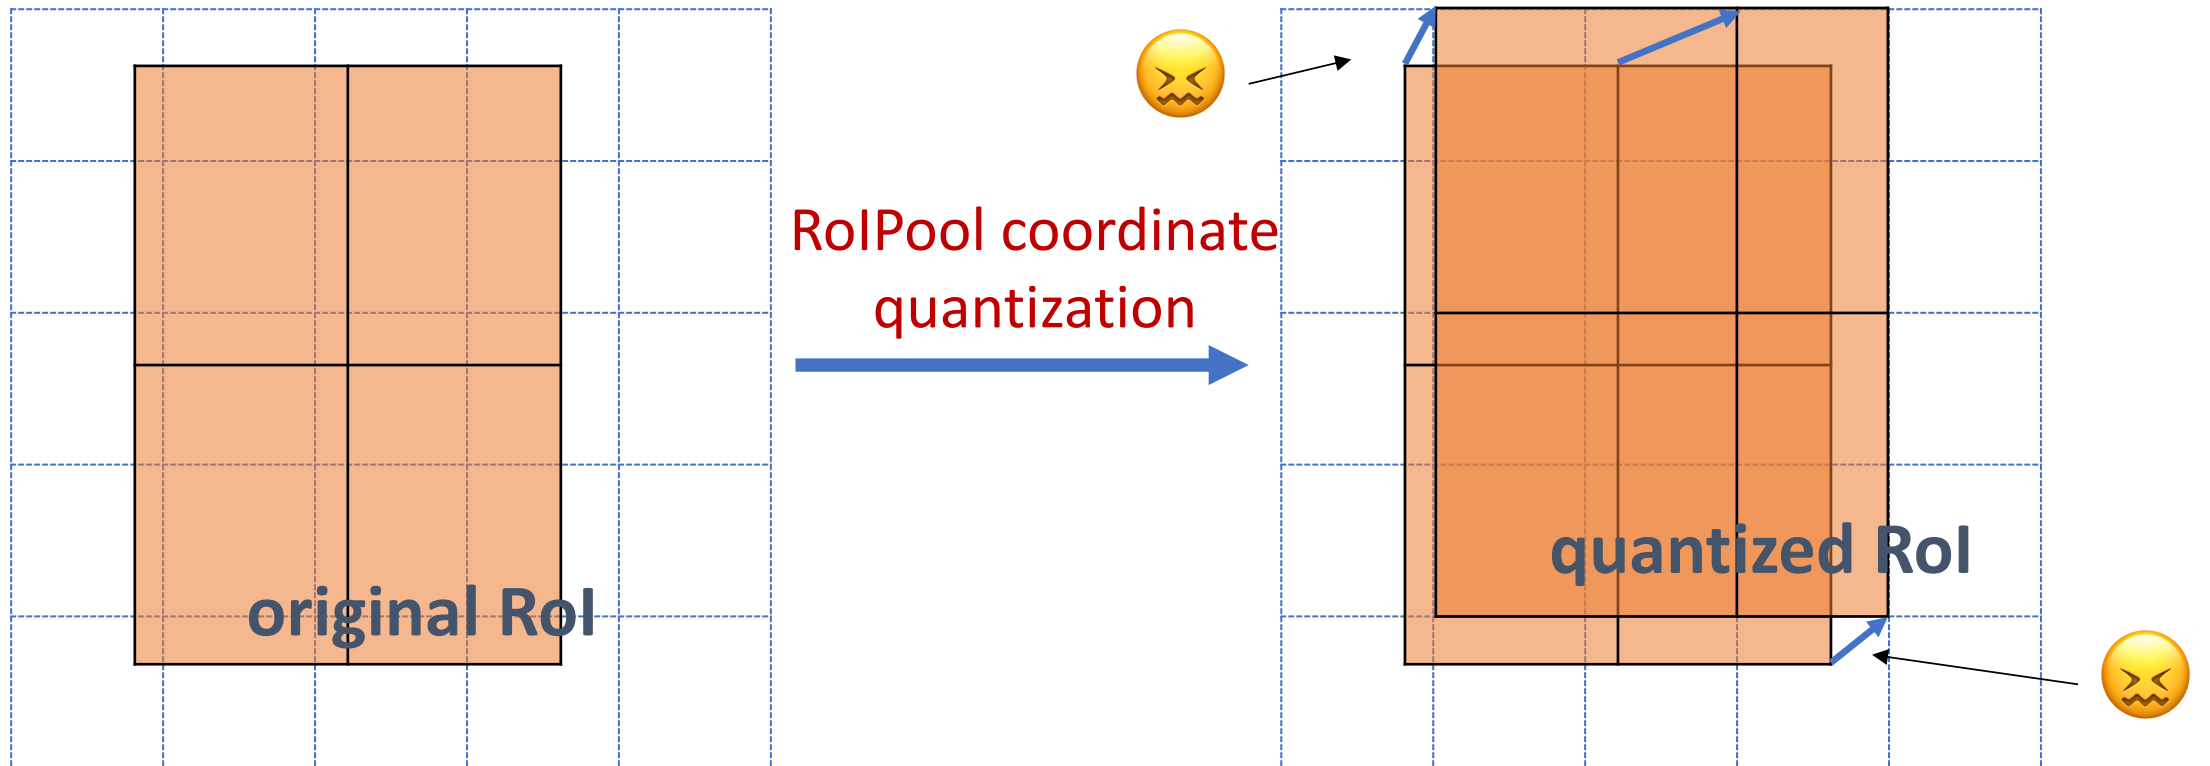 RoIPool coordinate
quantization
original RoI
quantized RoI